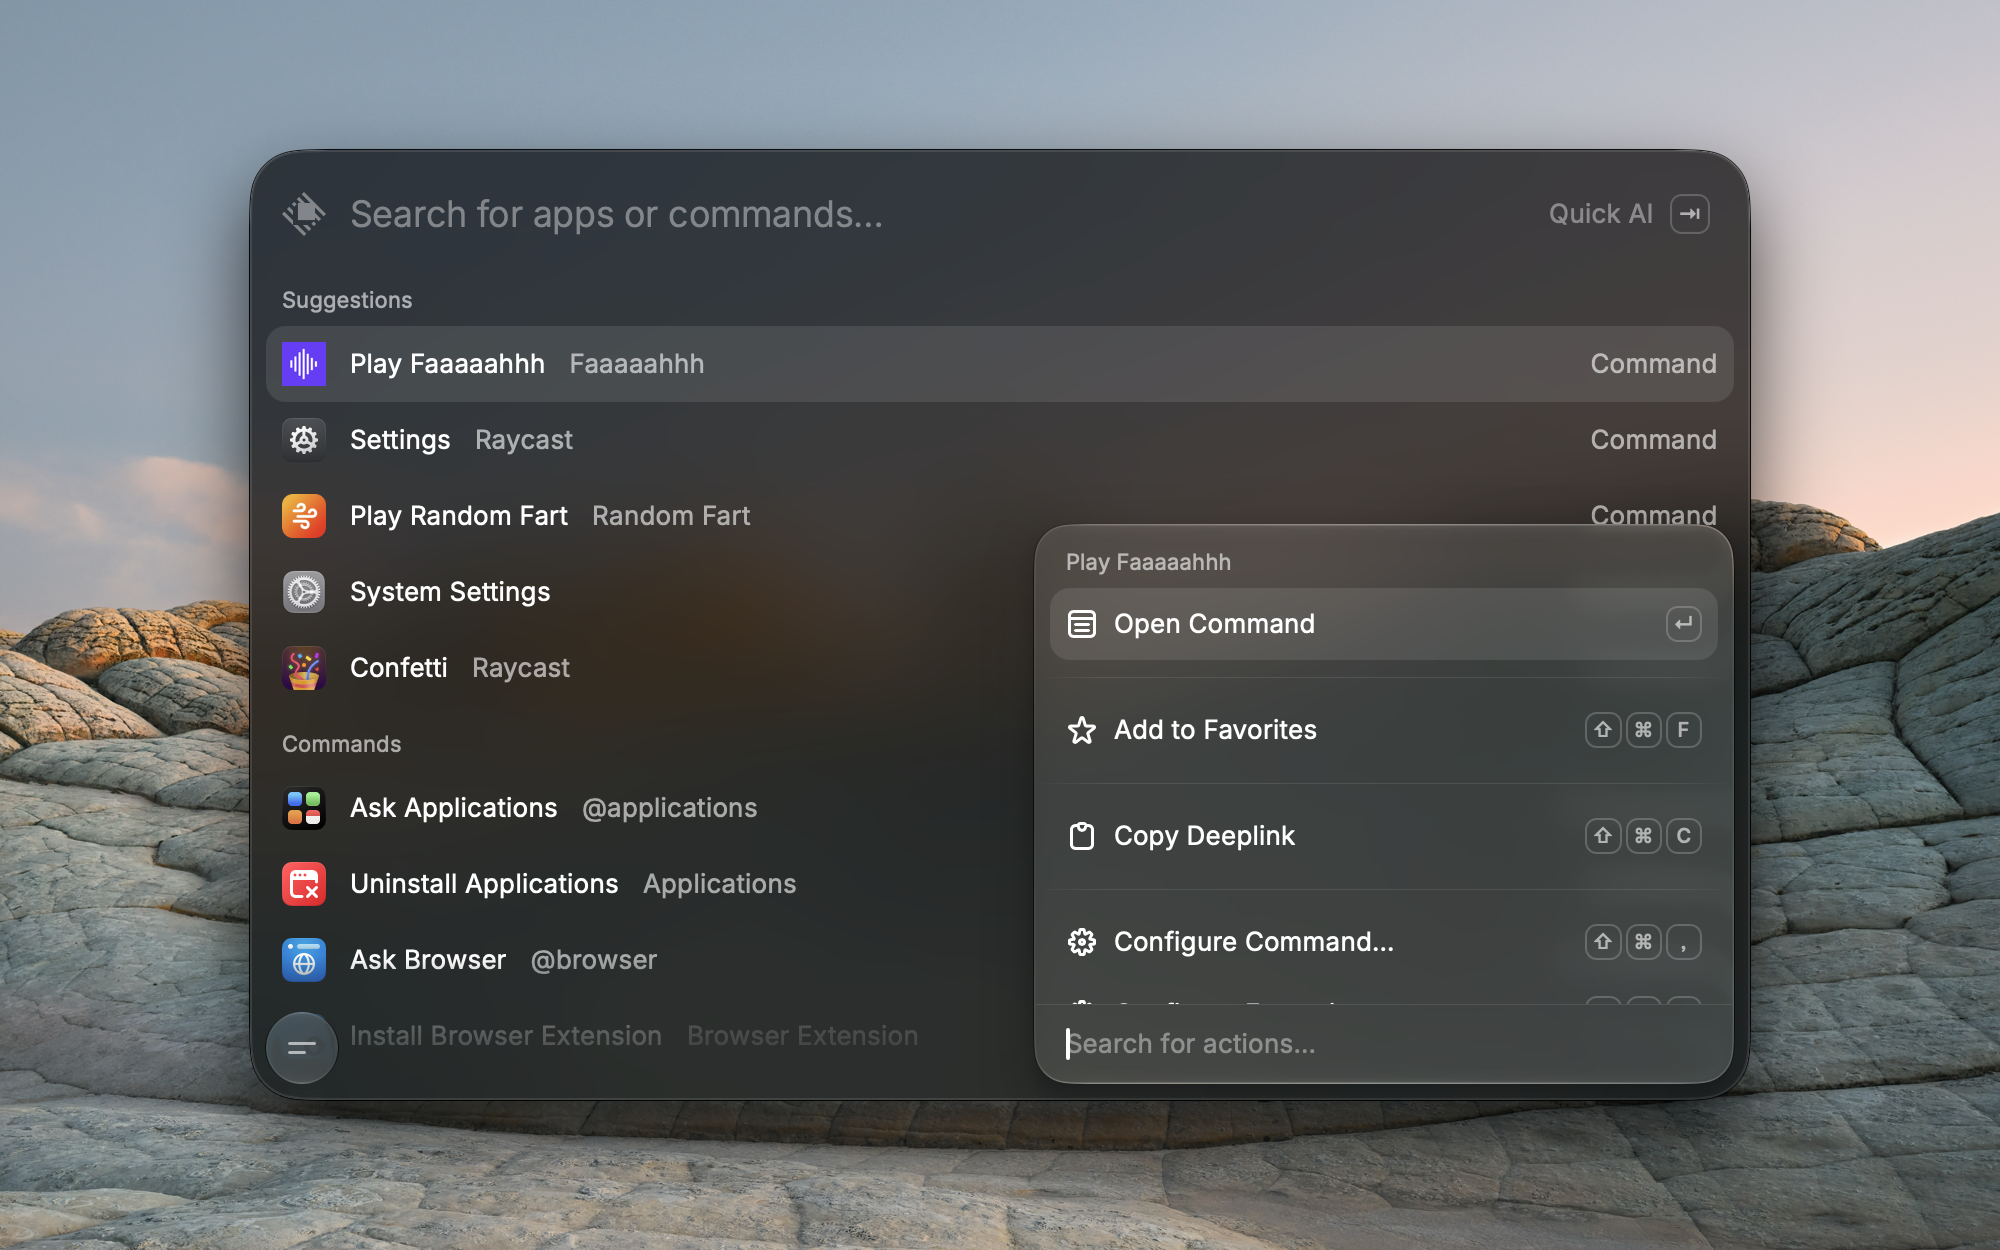 Search for apps or commands...
Quick AI
Suggestions
Play Faaaaahhh Faaaaahhh Command
Settings Raycast Command
Play Random Fart Random Fart Command
System Settings
Confetti Raycast
Commands
Ask Applications @applications
Uninstall Applications Applications
Ask Browser @browser
Install Browser Extension Browser Extension
Play Faaaaahhh
Open Command
Add to Favorites ⇧ ⌘ F
Copy Deeplink ⇧ ⌘ C
Configure Command... ⇧ ⌘ ,
Search for actions...